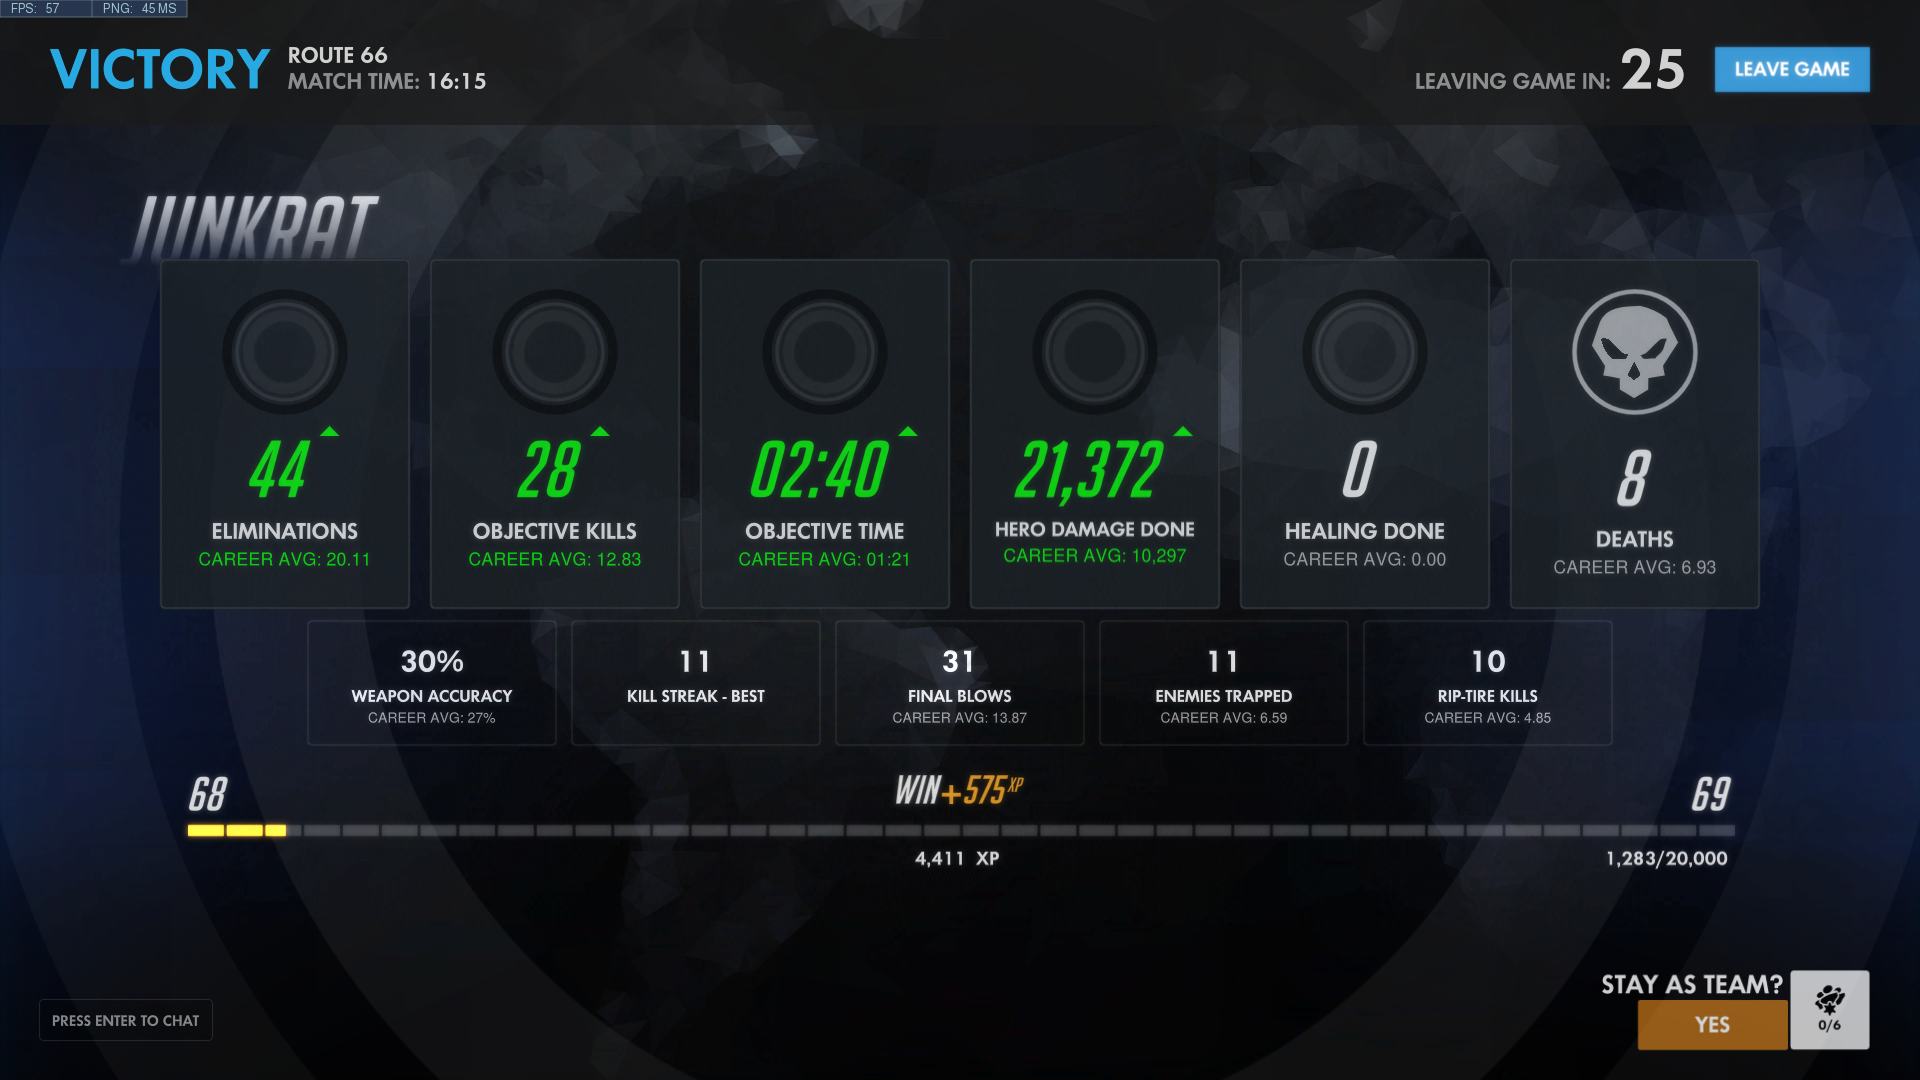 FPS: 57 PNG: 45 MS
VICTORY
ROUTE 66
MATCH TIME: 16:15
LEAVING GAME IN: 25
LEAVE GAME
JUNKRAT
44
ELIMINATIONS
CAREER AVG: 20.11
28
OBJECTIVE KILLS
CAREER AVG: 12.83
02:40
OBJECTIVE TIME
CAREER AVG: 01:21
21,372
HERO DAMAGE DONE
CAREER AVG: 10,297
0
HEALING DONE
CAREER AVG: 0.00
8
DEATHS
CAREER AVG: 6.93
30%
WEAPON ACCURACY
CAREER AVG: 27%
11
KILL STREAK - BEST
31
FINAL BLOWS
CAREER AVG: 13.87
11
ENEMIES TRAPPED
CAREER AVG: 6.59
10
RIP-TIRE KILLS
CAREER AVG: 4.85
68
WIN+575XP
69
4,411 XP
1,283/20,000
STAY AS TEAM?
YES
0/6
PRESS ENTER TO CHAT